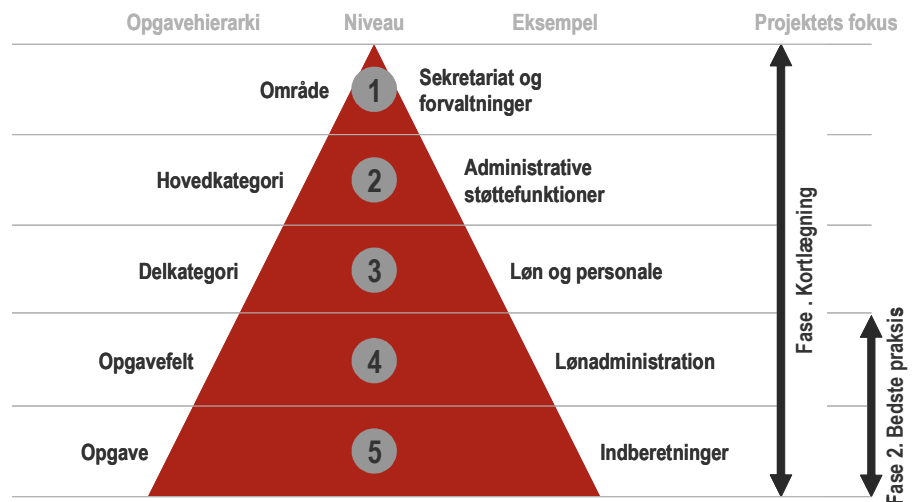 Opgavehierarki
Niveau
Eksempel
Projektets fokus
Område
1
Sekretariat og
forvaltninger
Hovedkategori
2
Administrative
støttefunktioner
Delkategori
3
Løn og personale
Opgavefelt
4
Lønadministration
Opgave
5
Indberetninger
Fase . Kortlægning
Fase 2. Bedste praksis